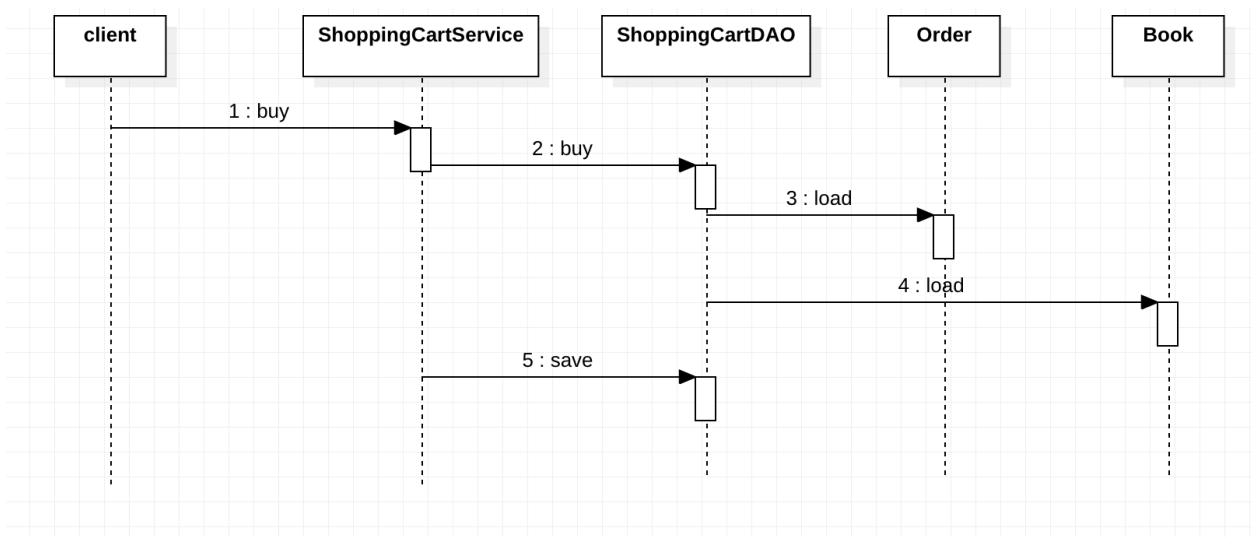 client
ShoppingCartService
ShoppingCartDAO
Order
Book
1 : buy
2 : buy
3 : load
4 : load
5 : save